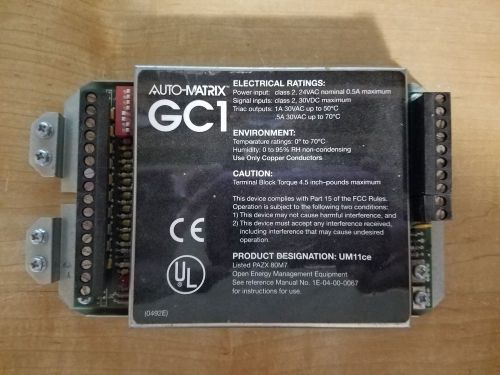 AUTO-MATRIX®
GC1
ELECTRICAL RATINGS:
Power input: class 2, 24VAC nominal 0.5A maximum
Signal inputs: class 2, 30VDC maximum
Triac outputs: 1A 30VAC up to 50°C
.5A 30VAC up to 70°C
ENVIRONMENT:
Temperature ratings: 0° to 70°C
Humidity: 0 to 95% RH non-condensing
Use Only Copper Conductors
CAUTION:
Terminal Block Torque 4.5 inch-pounds maximum
This device complies with Part 15 of the FCC Rules.
Operation is subject to the following two conditions:
1) This device may not cause harmful interference, and
2) This device must accept any interference received,
including interference that may cause undesired
operation.
CE
UL
PRODUCT DESIGNATION: UM11ce
Listed PAZX 80M7
Open Energy Management Equipment
See reference Manual No. 1E-04-00-0067
for instructions for use.
(0492E)